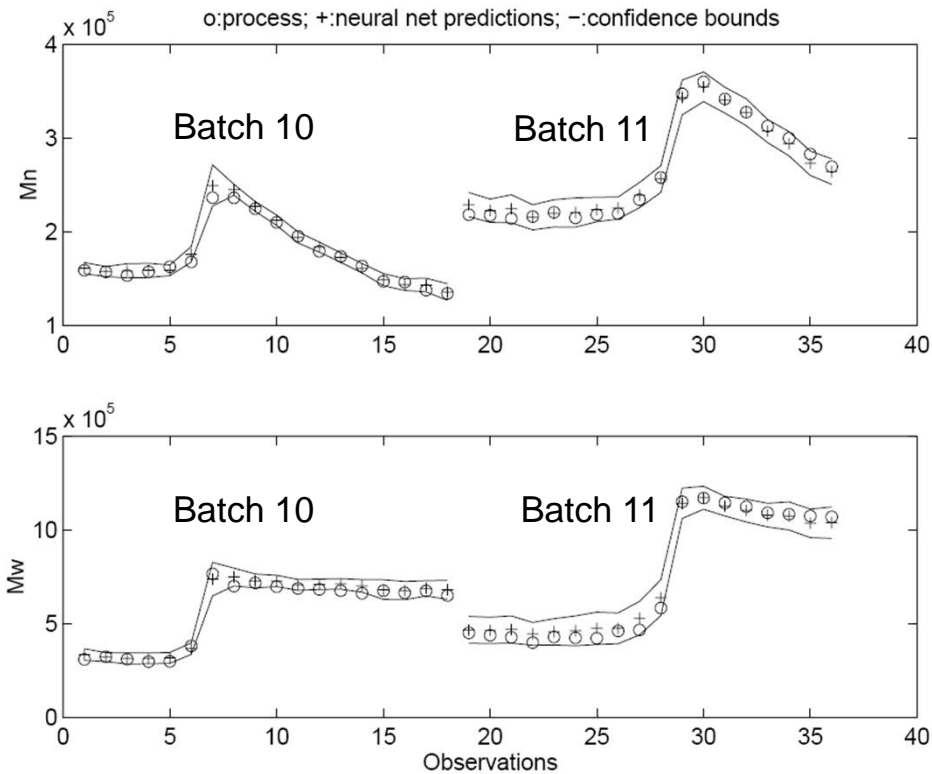 o:process; +:neural net predictions; −:confidence bounds
x 10^5
4
3
2
1
Mn
Batch 10
Batch 11
0 5 10 15 20 25 30 35 40
x 10^5
15
10
5
0
Mw
Batch 10
Batch 11
0 5 10 15 20 25 30 35 40
Observations